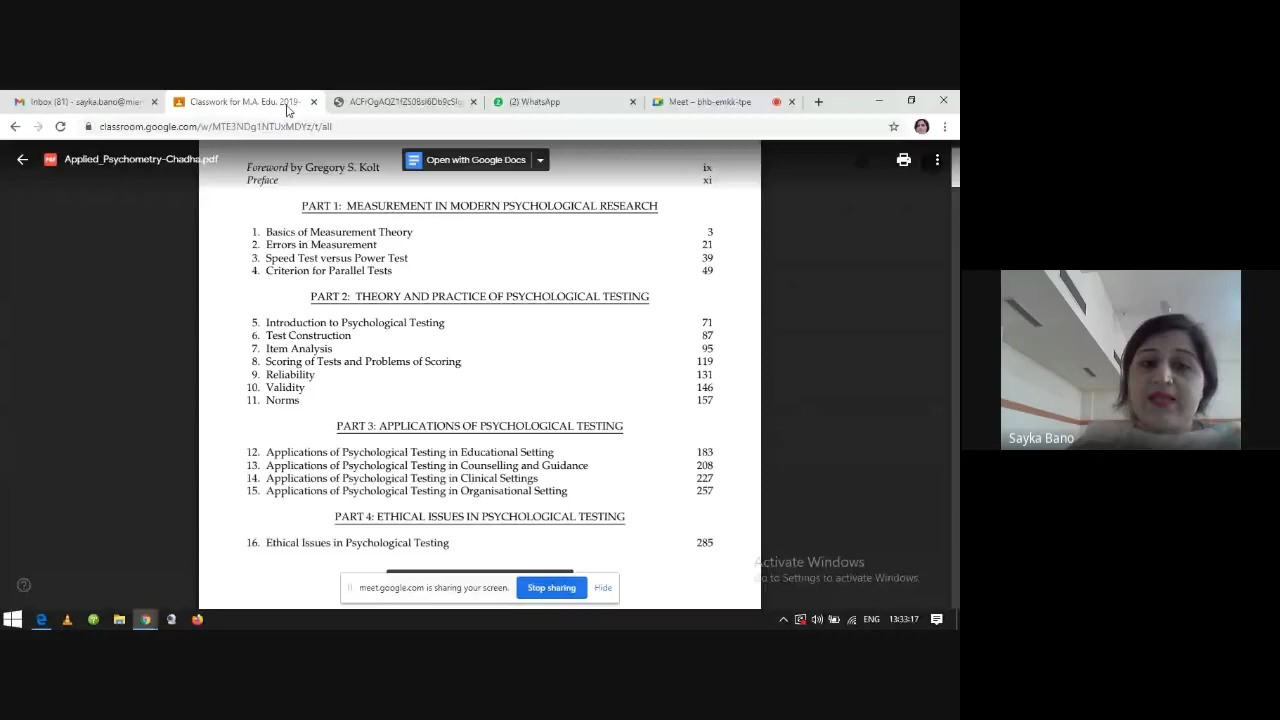 Inbox (81) - sayka.bano@mier
Classwork for M.A. Edu. 2019-
(2) WhatsApp
Meet – bhb-emkk-tpe
classroom.google.com/w/MTE3NDg1NTUxMDYz/t/all
Applied_Psychometry-Chadha.pdf
Open with Google Docs
Foreword by Gregory S. Kolt ix
Preface xi
PART 1: MEASUREMENT IN MODERN PSYCHOLOGICAL RESEARCH
1. Basics of Measurement Theory 3
2. Errors in Measurement 21
3. Speed Test versus Power Test 39
4. Criterion for Parallel Tests 49
PART 2: THEORY AND PRACTICE OF PSYCHOLOGICAL TESTING
5. Introduction to Psychological Testing 71
6. Test Construction 87
7. Item Analysis 95
8. Scoring of Tests and Problems of Scoring 119
9. Reliability 131
10. Validity 146
11. Norms 157
PART 3: APPLICATIONS OF PSYCHOLOGICAL TESTING
12. Applications of Psychological Testing in Educational Setting 183
13. Applications of Psychological Testing in Counselling and Guidance 208
14. Applications of Psychological Testing in Clinical Settings 227
15. Applications of Psychological Testing in Organisational Setting 257
PART 4: ETHICAL ISSUES IN PSYCHOLOGICAL TESTING
16. Ethical Issues in Psychological Testing 285
Sayka Bano
Activate Windows
Go to Settings to activate Windows.
meet.google.com is sharing your screen.
Stop sharing
Hide
ENG
13:33:17